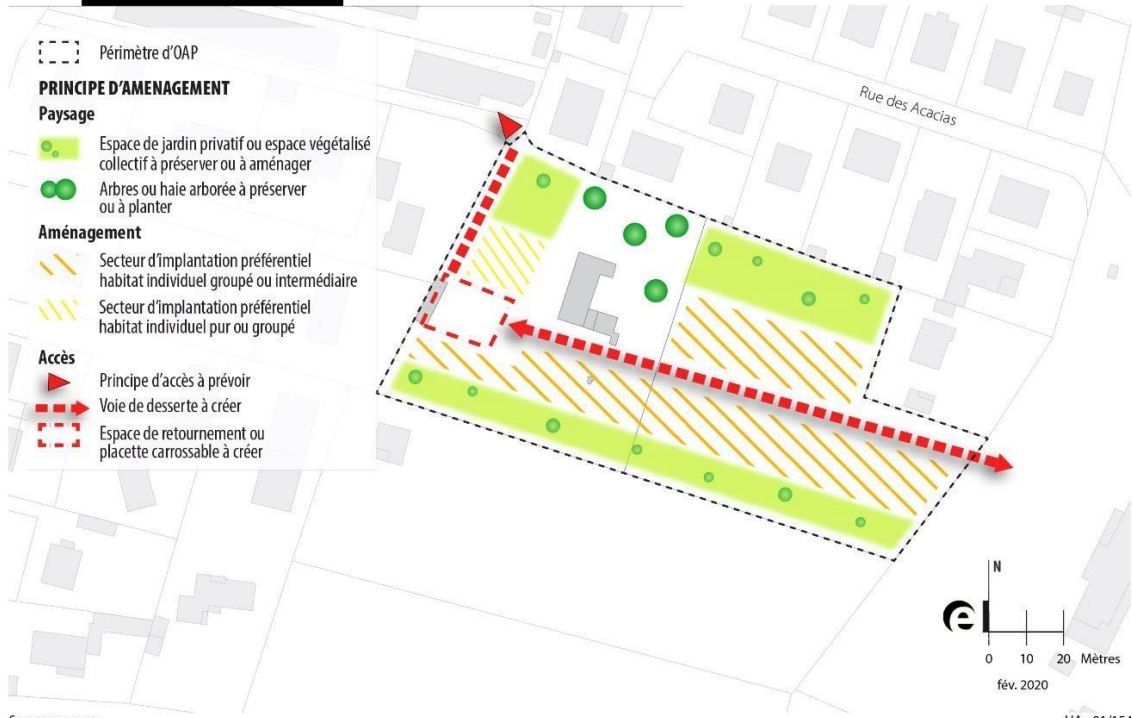 Périmètre d'OAP
PRINCIPE D'AMENAGEMENT
Paysage
Espace de jardin privatif ou espace végétalisé
collectif à préserver ou à aménager
Arbres ou haie arborée à préserver
ou à planter
Aménagement
Secteur d'implantation préférentiel
habitat individuel groupé ou intermédiaire
Secteur d'implantation préférentiel
habitat individuel pur ou groupé
Accès
Principe d'accès à prévoir
Voie de desserte à créer
Espace de retournement ou
placette carrossable à créer
Rue des Acacias
N
e
0 10 20 Mètres
fév. 2020